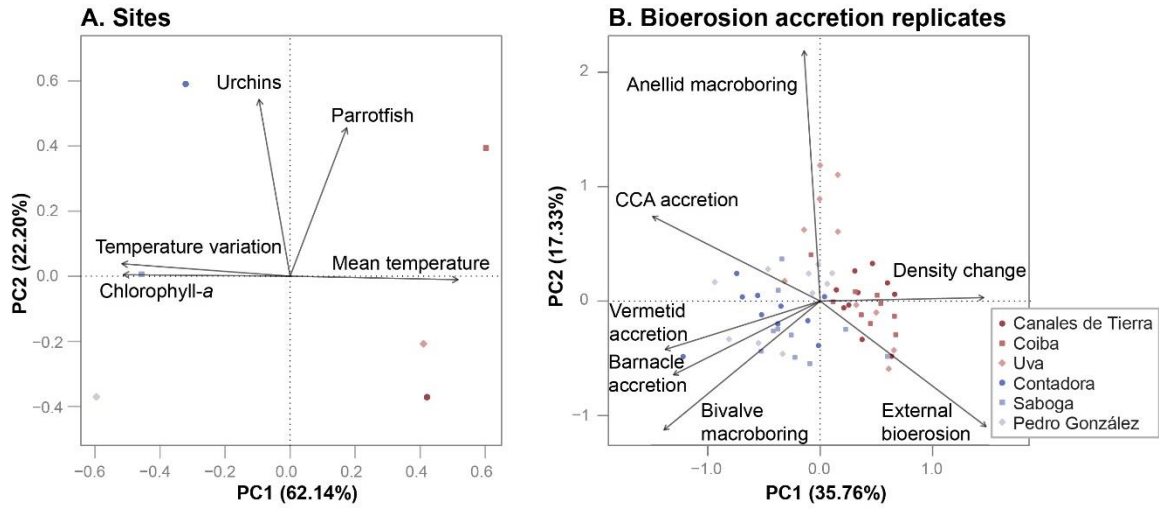 A. Sites
PC2 (22.20%)
0.6
0.4
0.2
0.0
−0.2
−0.4
Urchins
Parrotfish
Temperature variation
Chlorophyll-a
Mean temperature
−0.6
−0.4
−0.2
0.0
0.2
0.4
0.6
PC1 (62.14%)
B. Bioerosion accretion replicates
PC2 (17.33%)
2
1
0
−1
Anellid macroboring
CCA accretion
Density change
Vermetid
accretion
Barnacle
accretion
Bivalve
macroboring
External
bioerosion
−1.0
0.0
1.0
PC1 (35.76%)
Canales de Tierra
Coiba
Uva
Contadora
Saboga
Pedro González